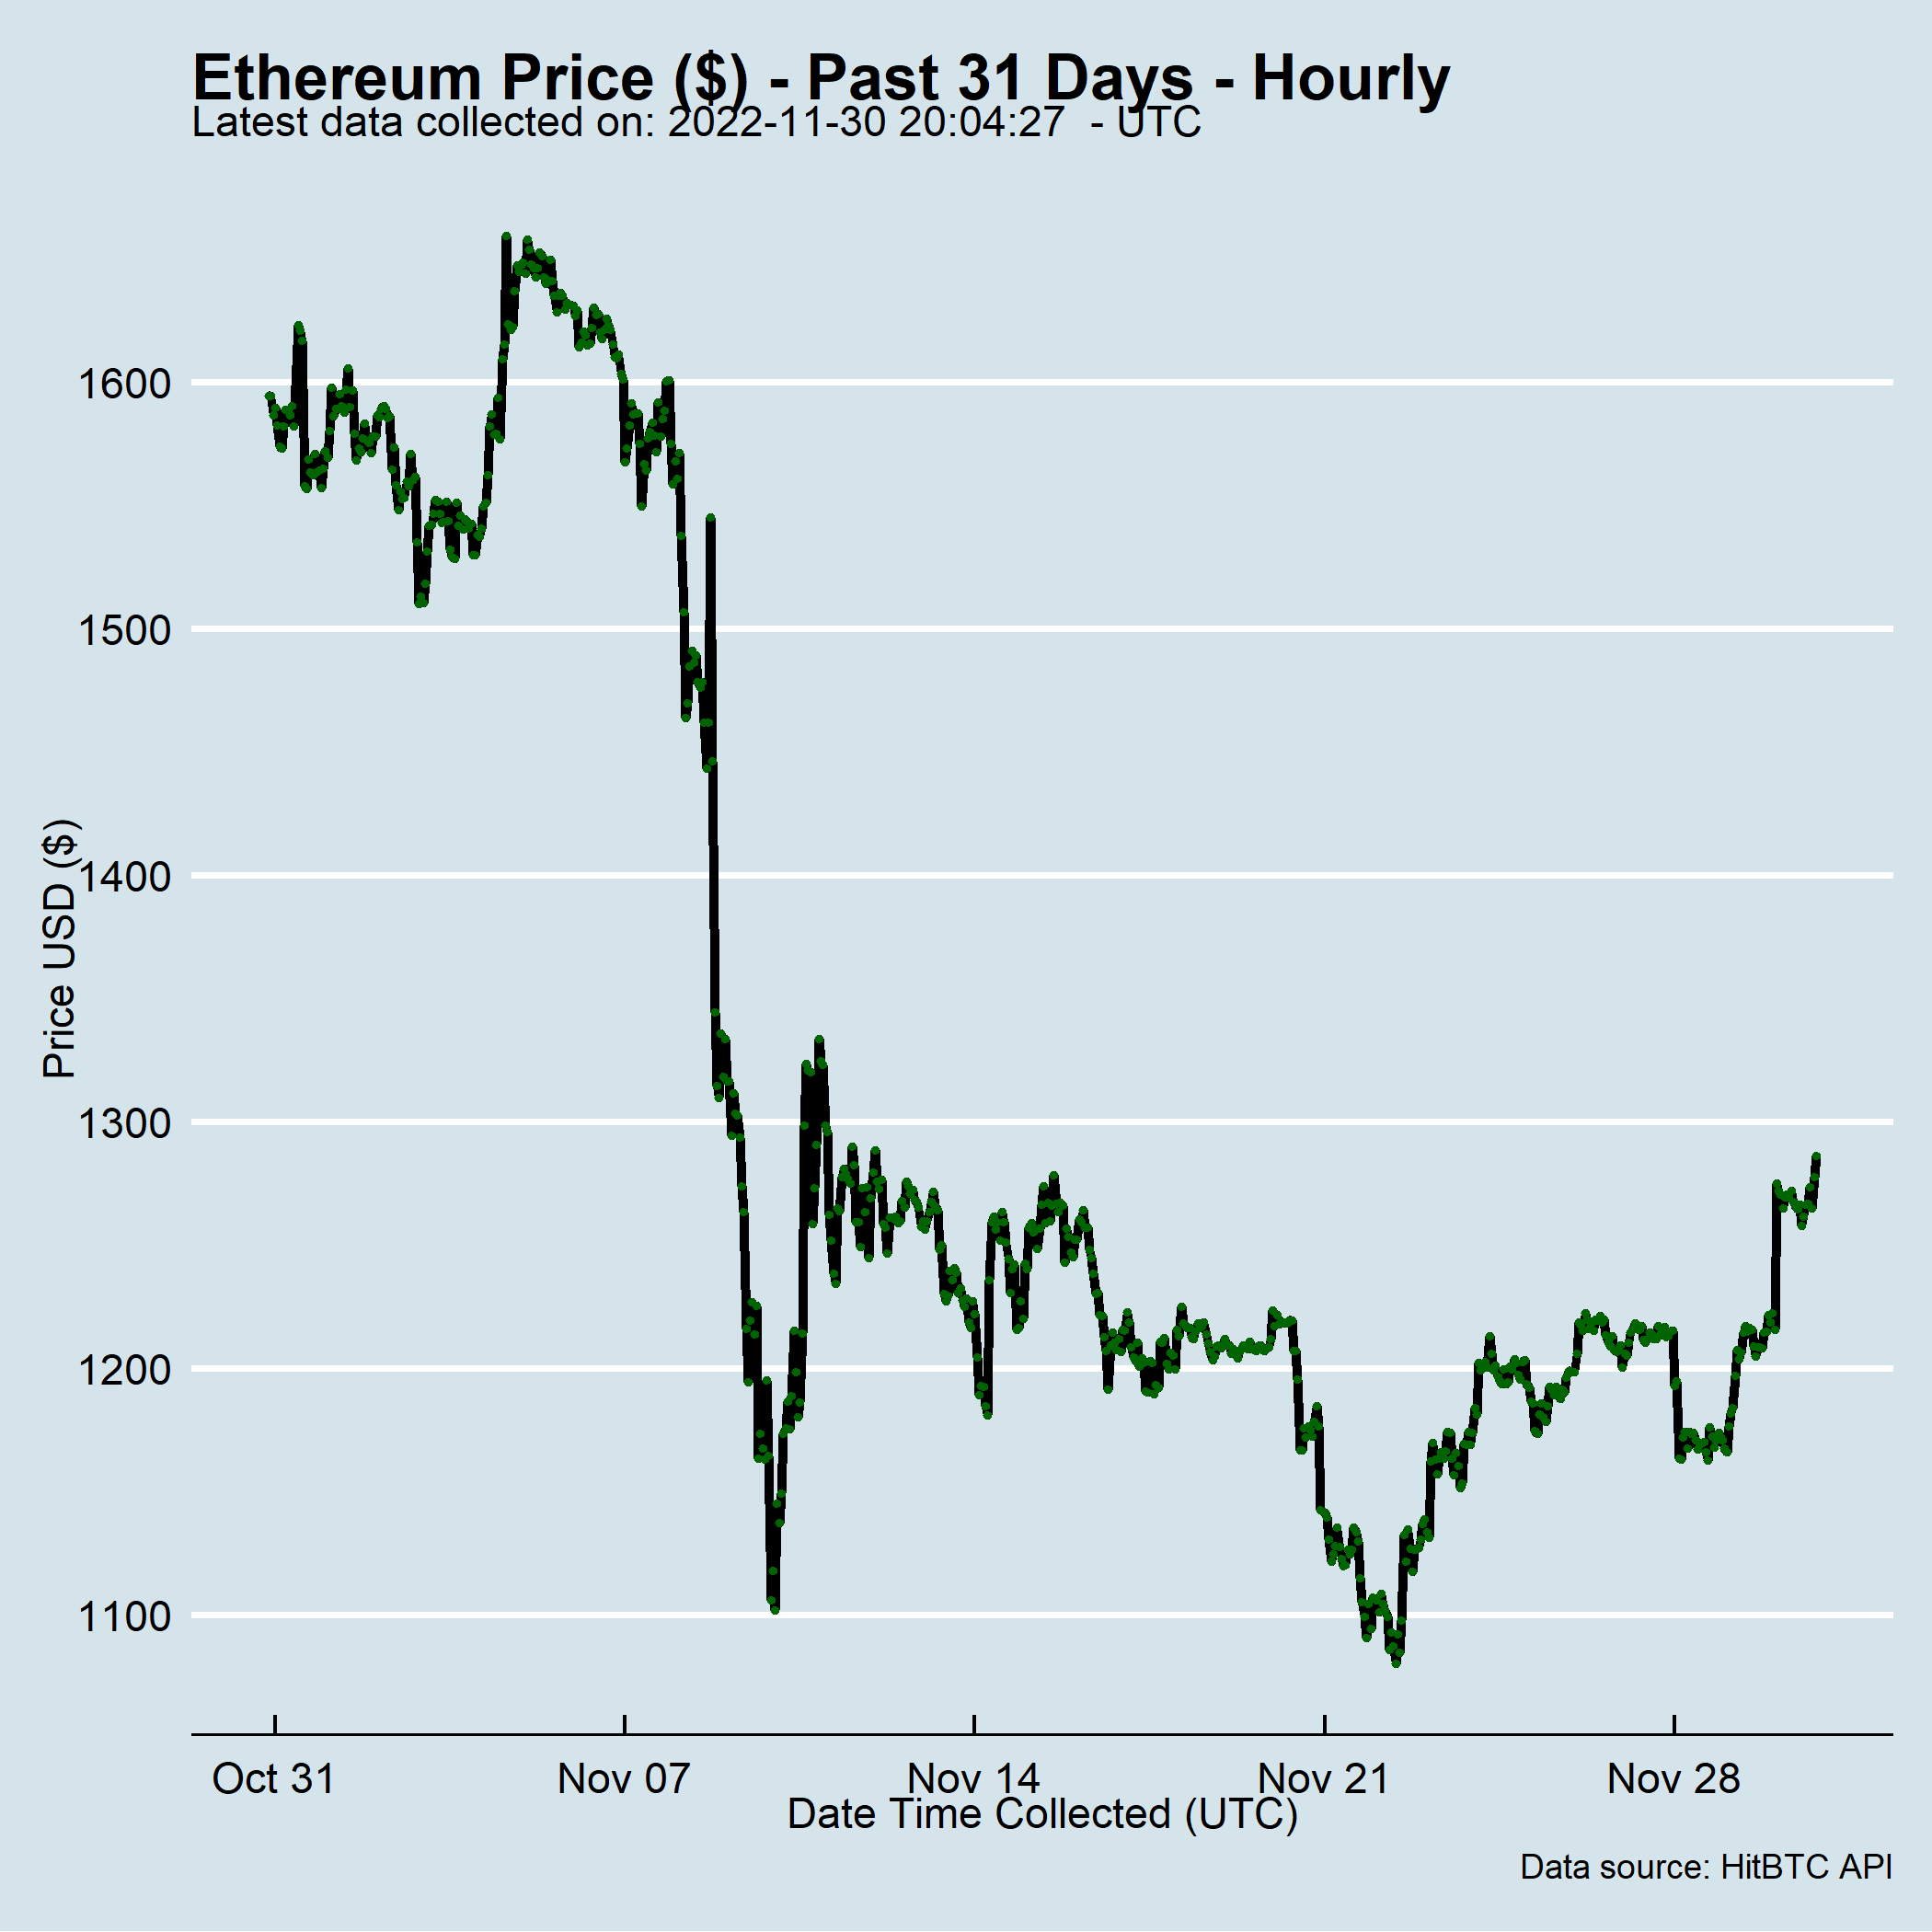 Ethereum Price ($) - Past 31 Days - Hourly
Latest data collected on: 2022-11-30 20:04:27  - UTC
1600
1500
1400
1300
1200
1100
Price USD ($)
Oct 31
Nov 07
Nov 14
Nov 21
Nov 28
Date Time Collected (UTC)
Data source: HitBTC API